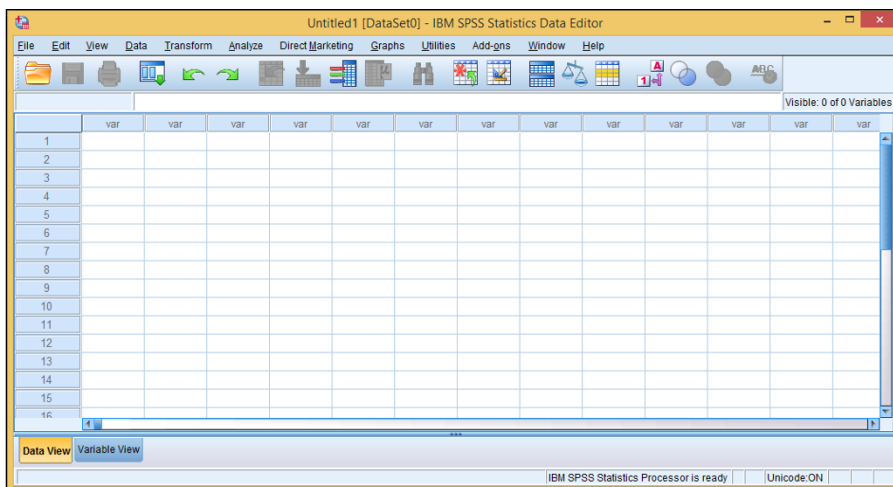 Untitled1 [DataSet0] - IBM SPSS Statistics Data Editor
File Edit View Data Transform Analyze Direct Marketing Graphs Utilities Add-ons Window Help
Visible: 0 of 0 Variables
var var var var var var var var var var var var
1
2
3
4
5
6
7
8
9
10
11
12
13
14
15
16
Data View Variable View
IBM SPSS Statistics Processor is ready Unicode:ON